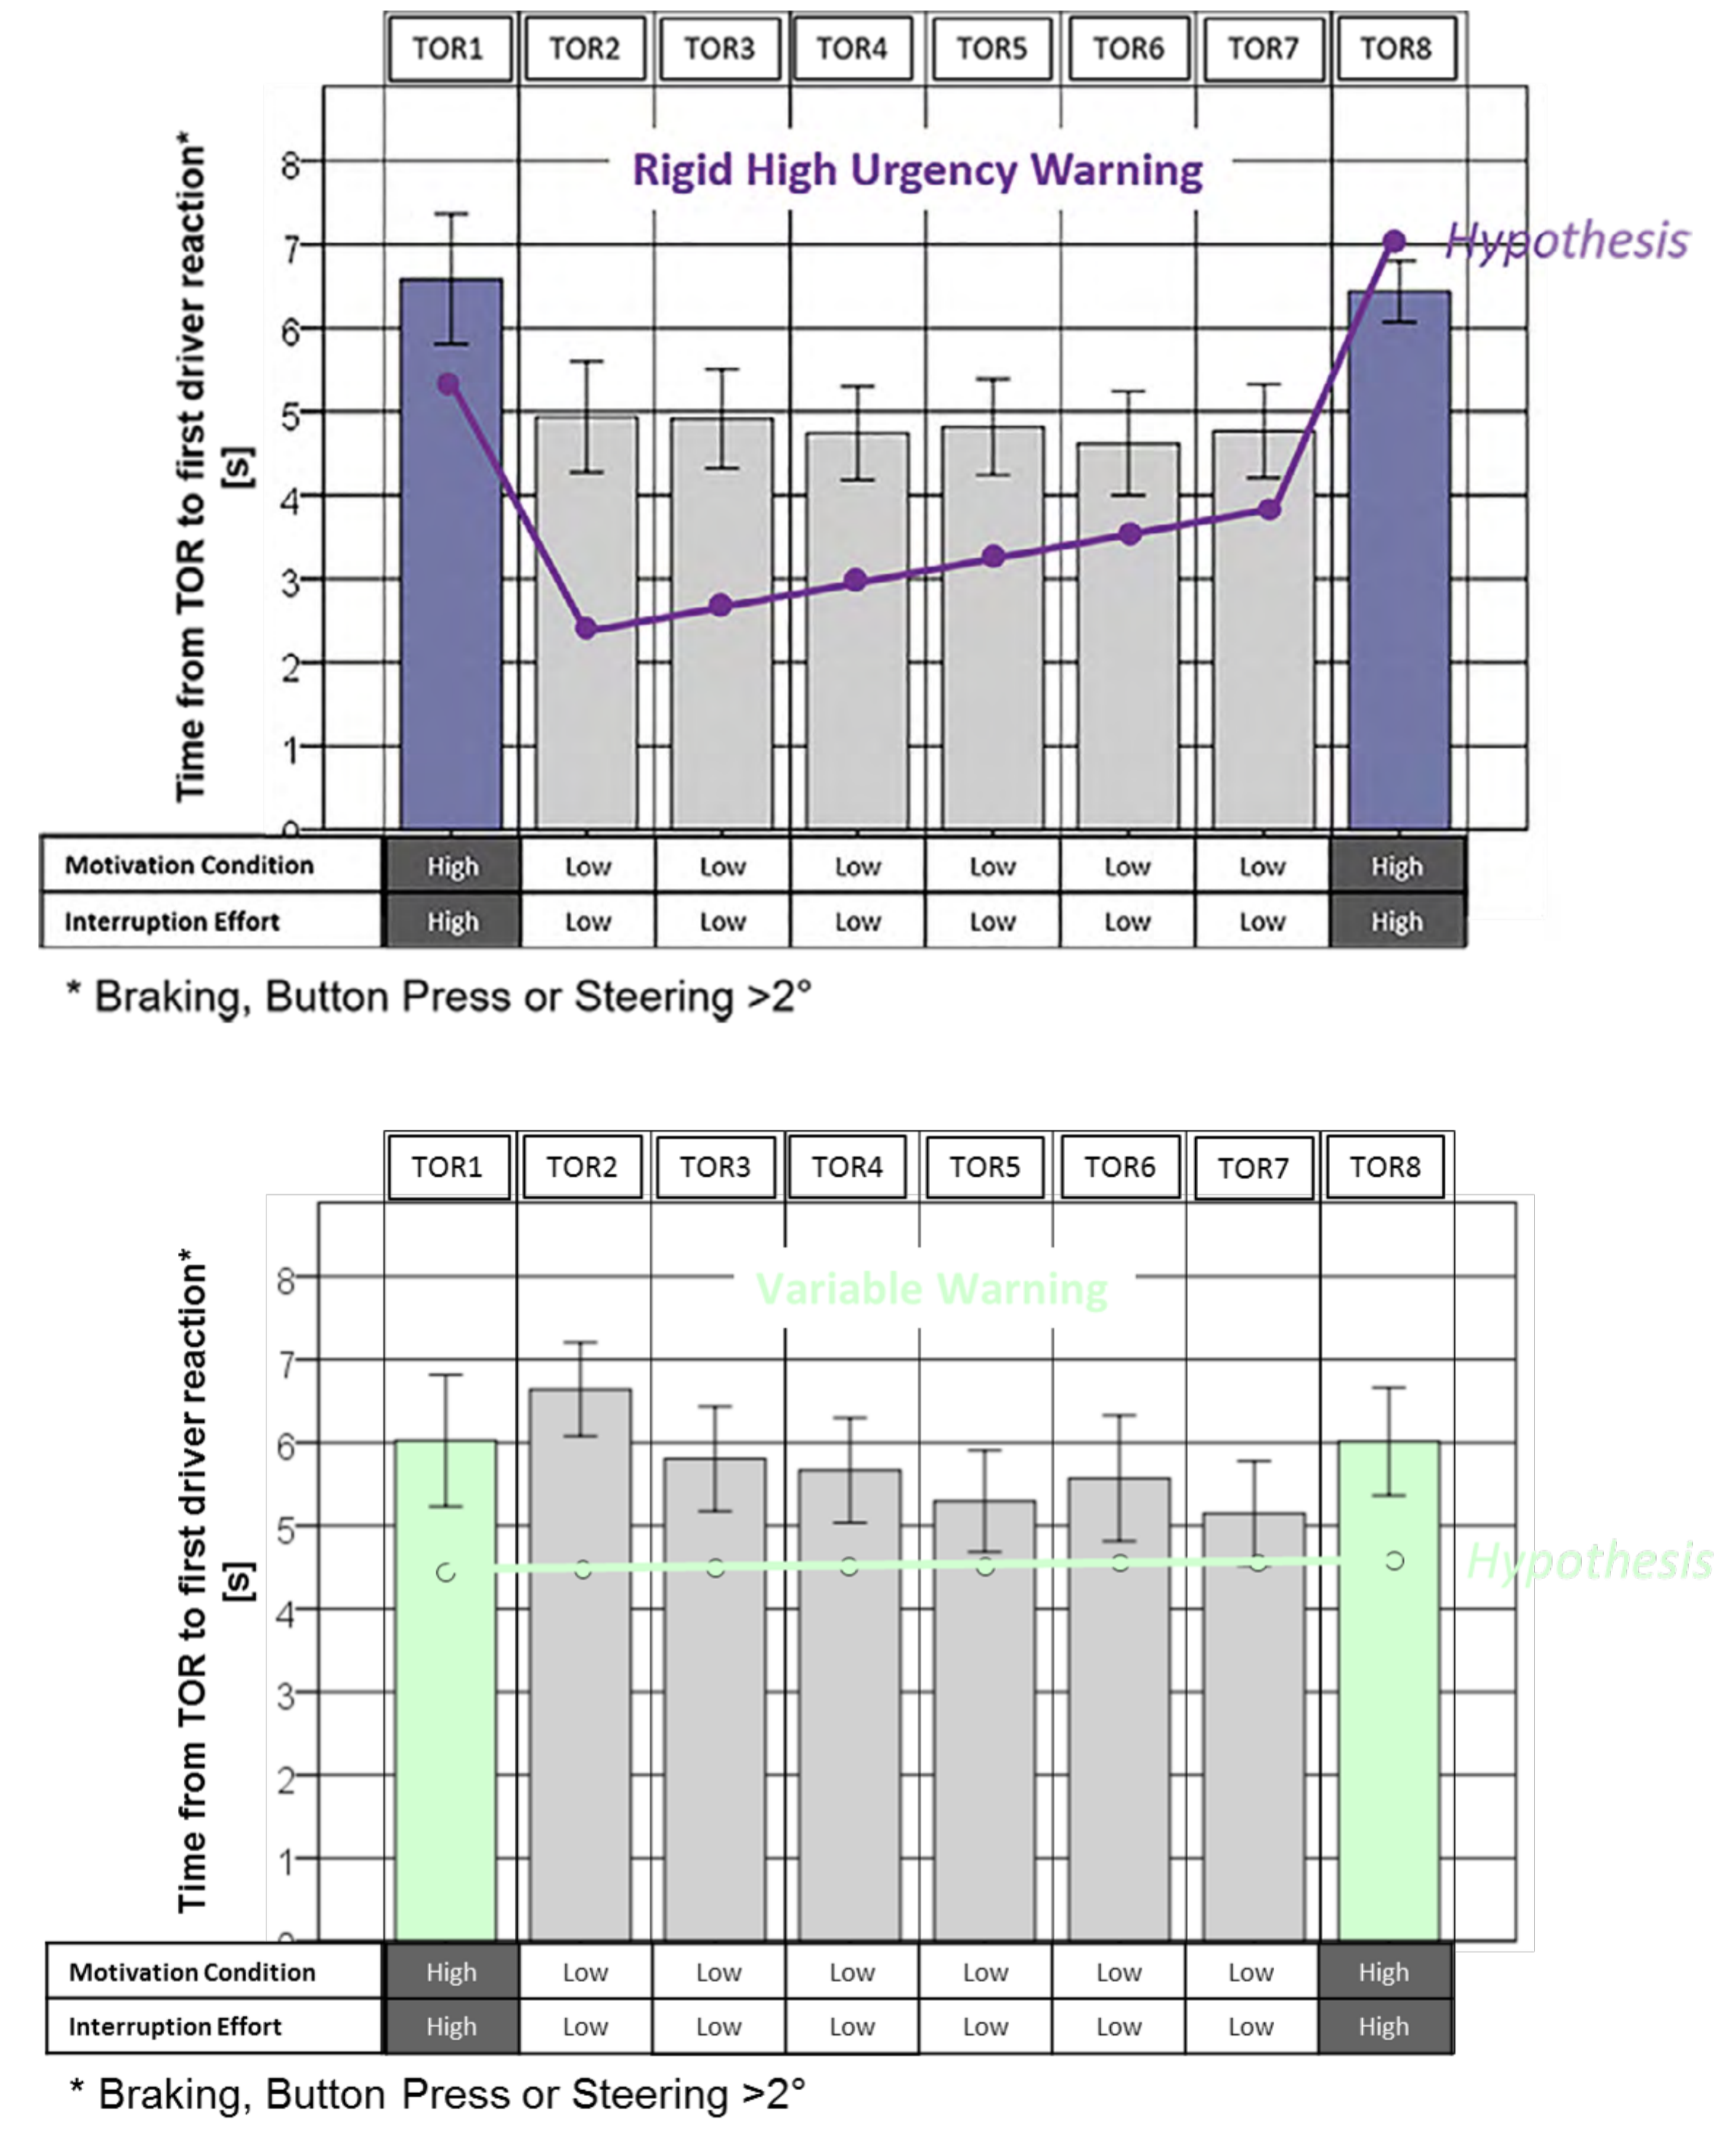 TOR1 TOR2 TOR3 TOR4 TOR5 TOR6 TOR7 TOR8
Rigid High Urgency Warning
Hypothesis
Time from TOR to first driver reaction*
[s]
8
7
6
5
4
3
2
1
0
Motivation Condition High Low Low Low Low Low Low High
Interruption Effort High Low Low Low Low Low Low High
* Braking, Button Press or Steering >2°
TOR1 TOR2 TOR3 TOR4 TOR5 TOR6 TOR7 TOR8
Variable Warning
Hypothesis
Time from TOR to first driver reaction*
[s]
8
7
6
5
4
3
2
1
0
Motivation Condition High Low Low Low Low Low Low High
Interruption Effort High Low Low Low Low Low Low High
* Braking, Button Press or Steering >2°